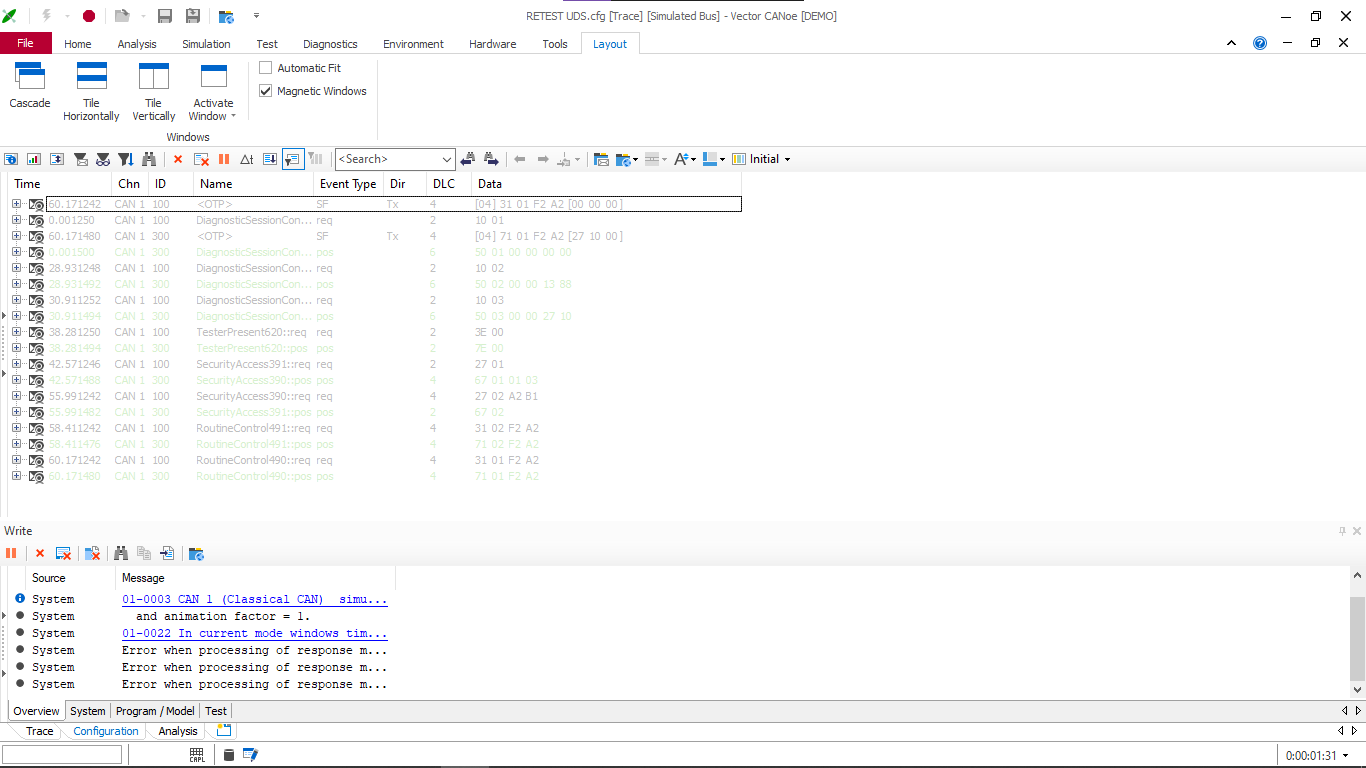 RETEST UDS.cfg [Trace] [Simulated Bus] - Vector CANoe [DEMO]
File Home Analysis Simulation Test Diagnostics Environment Hardware Tools Layout
Automatic Fit
Magnetic Windows
Cascade Tile Horizontally Tile Vertically Activate Window
Windows
<Search> Initial
Time Chn ID Name Event Type Dir DLC Data
60.171242 CAN 1 100 <OTP> SF Tx 4 [04] 31 01 F2 A2 [00 00 00]
0.001250 CAN 1 100 DiagnosticSessionCon... req 2 10 01
60.171480 CAN 1 300 <OTP> SF Tx 4 [04] 71 01 F2 A2 [27 10 00]
0.001500 CAN 1 300 DiagnosticSessionCon... pos 6 50 01 00 00 00 00
28.931248 CAN 1 100 DiagnosticSessionCon... req 2 10 02
28.931492 CAN 1 300 DiagnosticSessionCon... pos 6 50 02 00 00 13 88
30.911252 CAN 1 100 DiagnosticSessionCon... req 2 10 03
30.911494 CAN 1 300 DiagnosticSessionCon... pos 6 50 03 00 00 27 10
38.281250 CAN 1 100 TesterPresent620::req req 2 3E 00
38.281494 CAN 1 300 TesterPresent620::pos pos 2 7E 00
42.571246 CAN 1 100 SecurityAccess391::req req 2 27 01
42.571488 CAN 1 300 SecurityAccess390::pos pos 4 67 01 01 03
55.991242 CAN 1 100 SecurityAccess390::req req 4 27 02 A2 B1
55.991482 CAN 1 300 SecurityAccess391::pos pos 2 67 02
58.411242 CAN 1 100 RoutineControl491::req req 4 31 02 F2 A2
58.411476 CAN 1 300 RoutineControl491::pos pos 4 71 02 F2 A2
60.171242 CAN 1 100 RoutineControl490::req req 4 31 01 F2 A2
60.171480 CAN 1 300 RoutineControl490::pos pos 4 71 01 F2 A2
Write
Source Message
System 01-0003 CAN 1 (Classical CAN) simu...
System and animation factor = 1.
System 01-0022 In current mode windows tim...
System Error when processing of response m...
System Error when processing of response m...
System Error when processing of response m...
Overview System Program / Model Test
Trace Configuration Analysis
CAPL 0:00:01:31